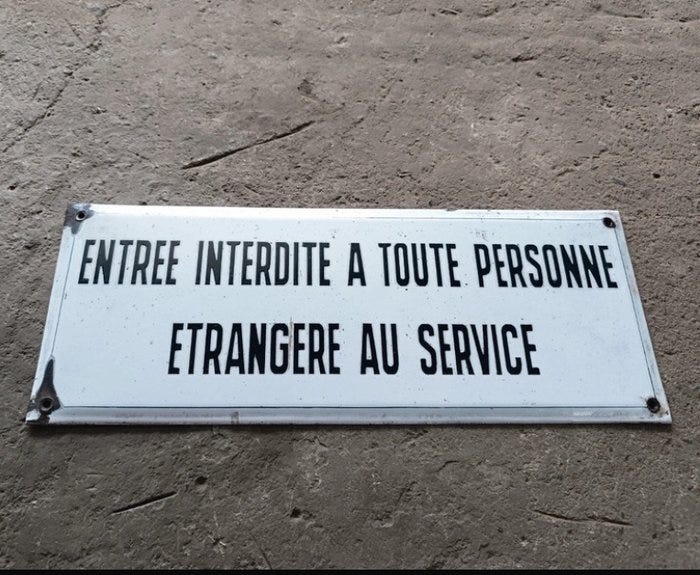 ENTREE INTERDITE A TOUTE PERSONNE
ETRANGERE AU SERVICE